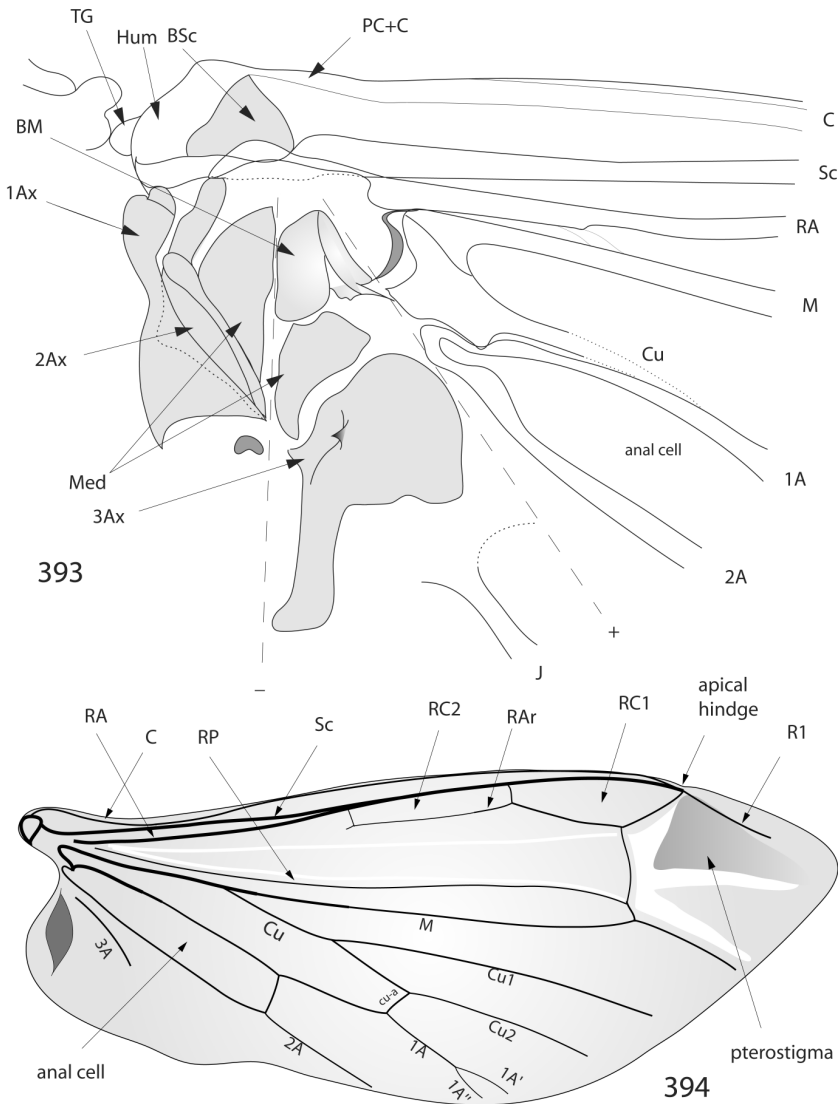 TG
Hum
BSc
PC+C
BM
C
Sc
1Ax
RA
M
Cu
2Ax
anal cell
Med
1A
3Ax
393
2A
+
J
–
apical
hindge
RA
C
RP
Sc
RC2
RAr
RC1
R1
3A
Cu
M
Cu1
cu-a
Cu2
2A
1A
1A'
1A"
anal cell
pterostigma
394